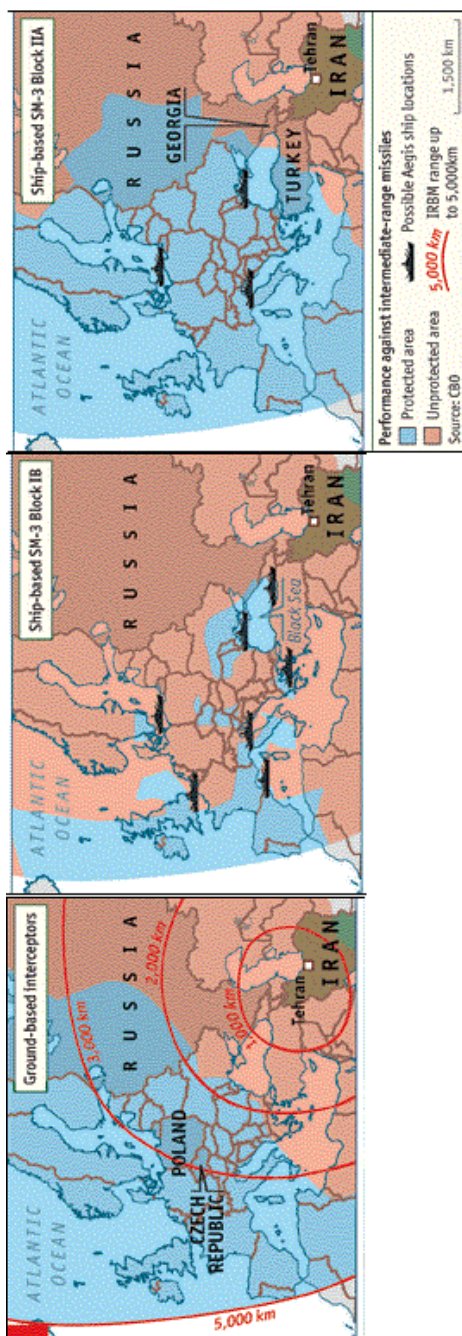 Ground-based interceptors
ATLANTIC
OCEAN
RUSSIA
3,000 km
2,000 km
1,000 km
5,000 km
POLAND
CZECH
REPUBLIC
Tehran
IRAN
Ship-based SM-3 Block IB
ATLANTIC
OCEAN
RUSSIA
Black Sea
Tehran
IRAN
Ship-based SM-3 Block IIA
ATLANTIC
OCEAN
RUSSIA
GEORGIA
TURKEY
Tehran
IRAN
Performance against intermediate-range missiles
Protected area
Unprotected area
Source: CBO
Possible Aegis ship locations
5,000 km IRBM range up
to 5,000km
1,500 km